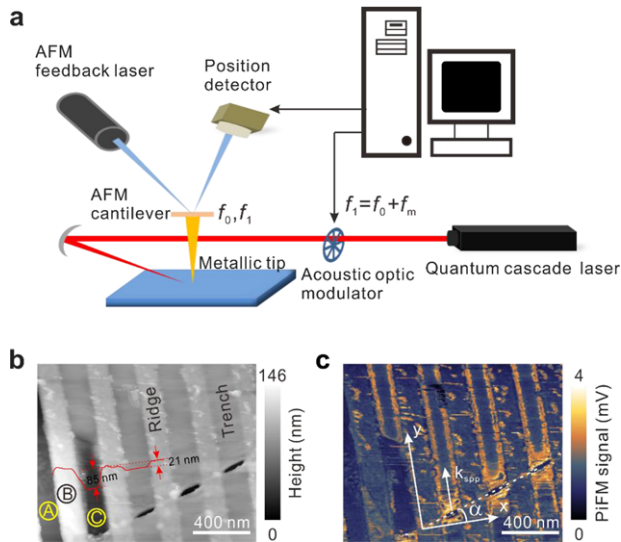 a
AFM
feedback laser
Position
detector
AFM
cantilever
f₀, f₁
f₁=f₀+fₘ
Metallic tip
Acoustic optic
modulator
Quantum cascade laser
b
146
Height (nm)
0
Ridge
Trench
85 nm
21 nm
A
B
C
400 nm
c
4
PiFM signal (mV)
0
y
kspp
α
x
400 nm